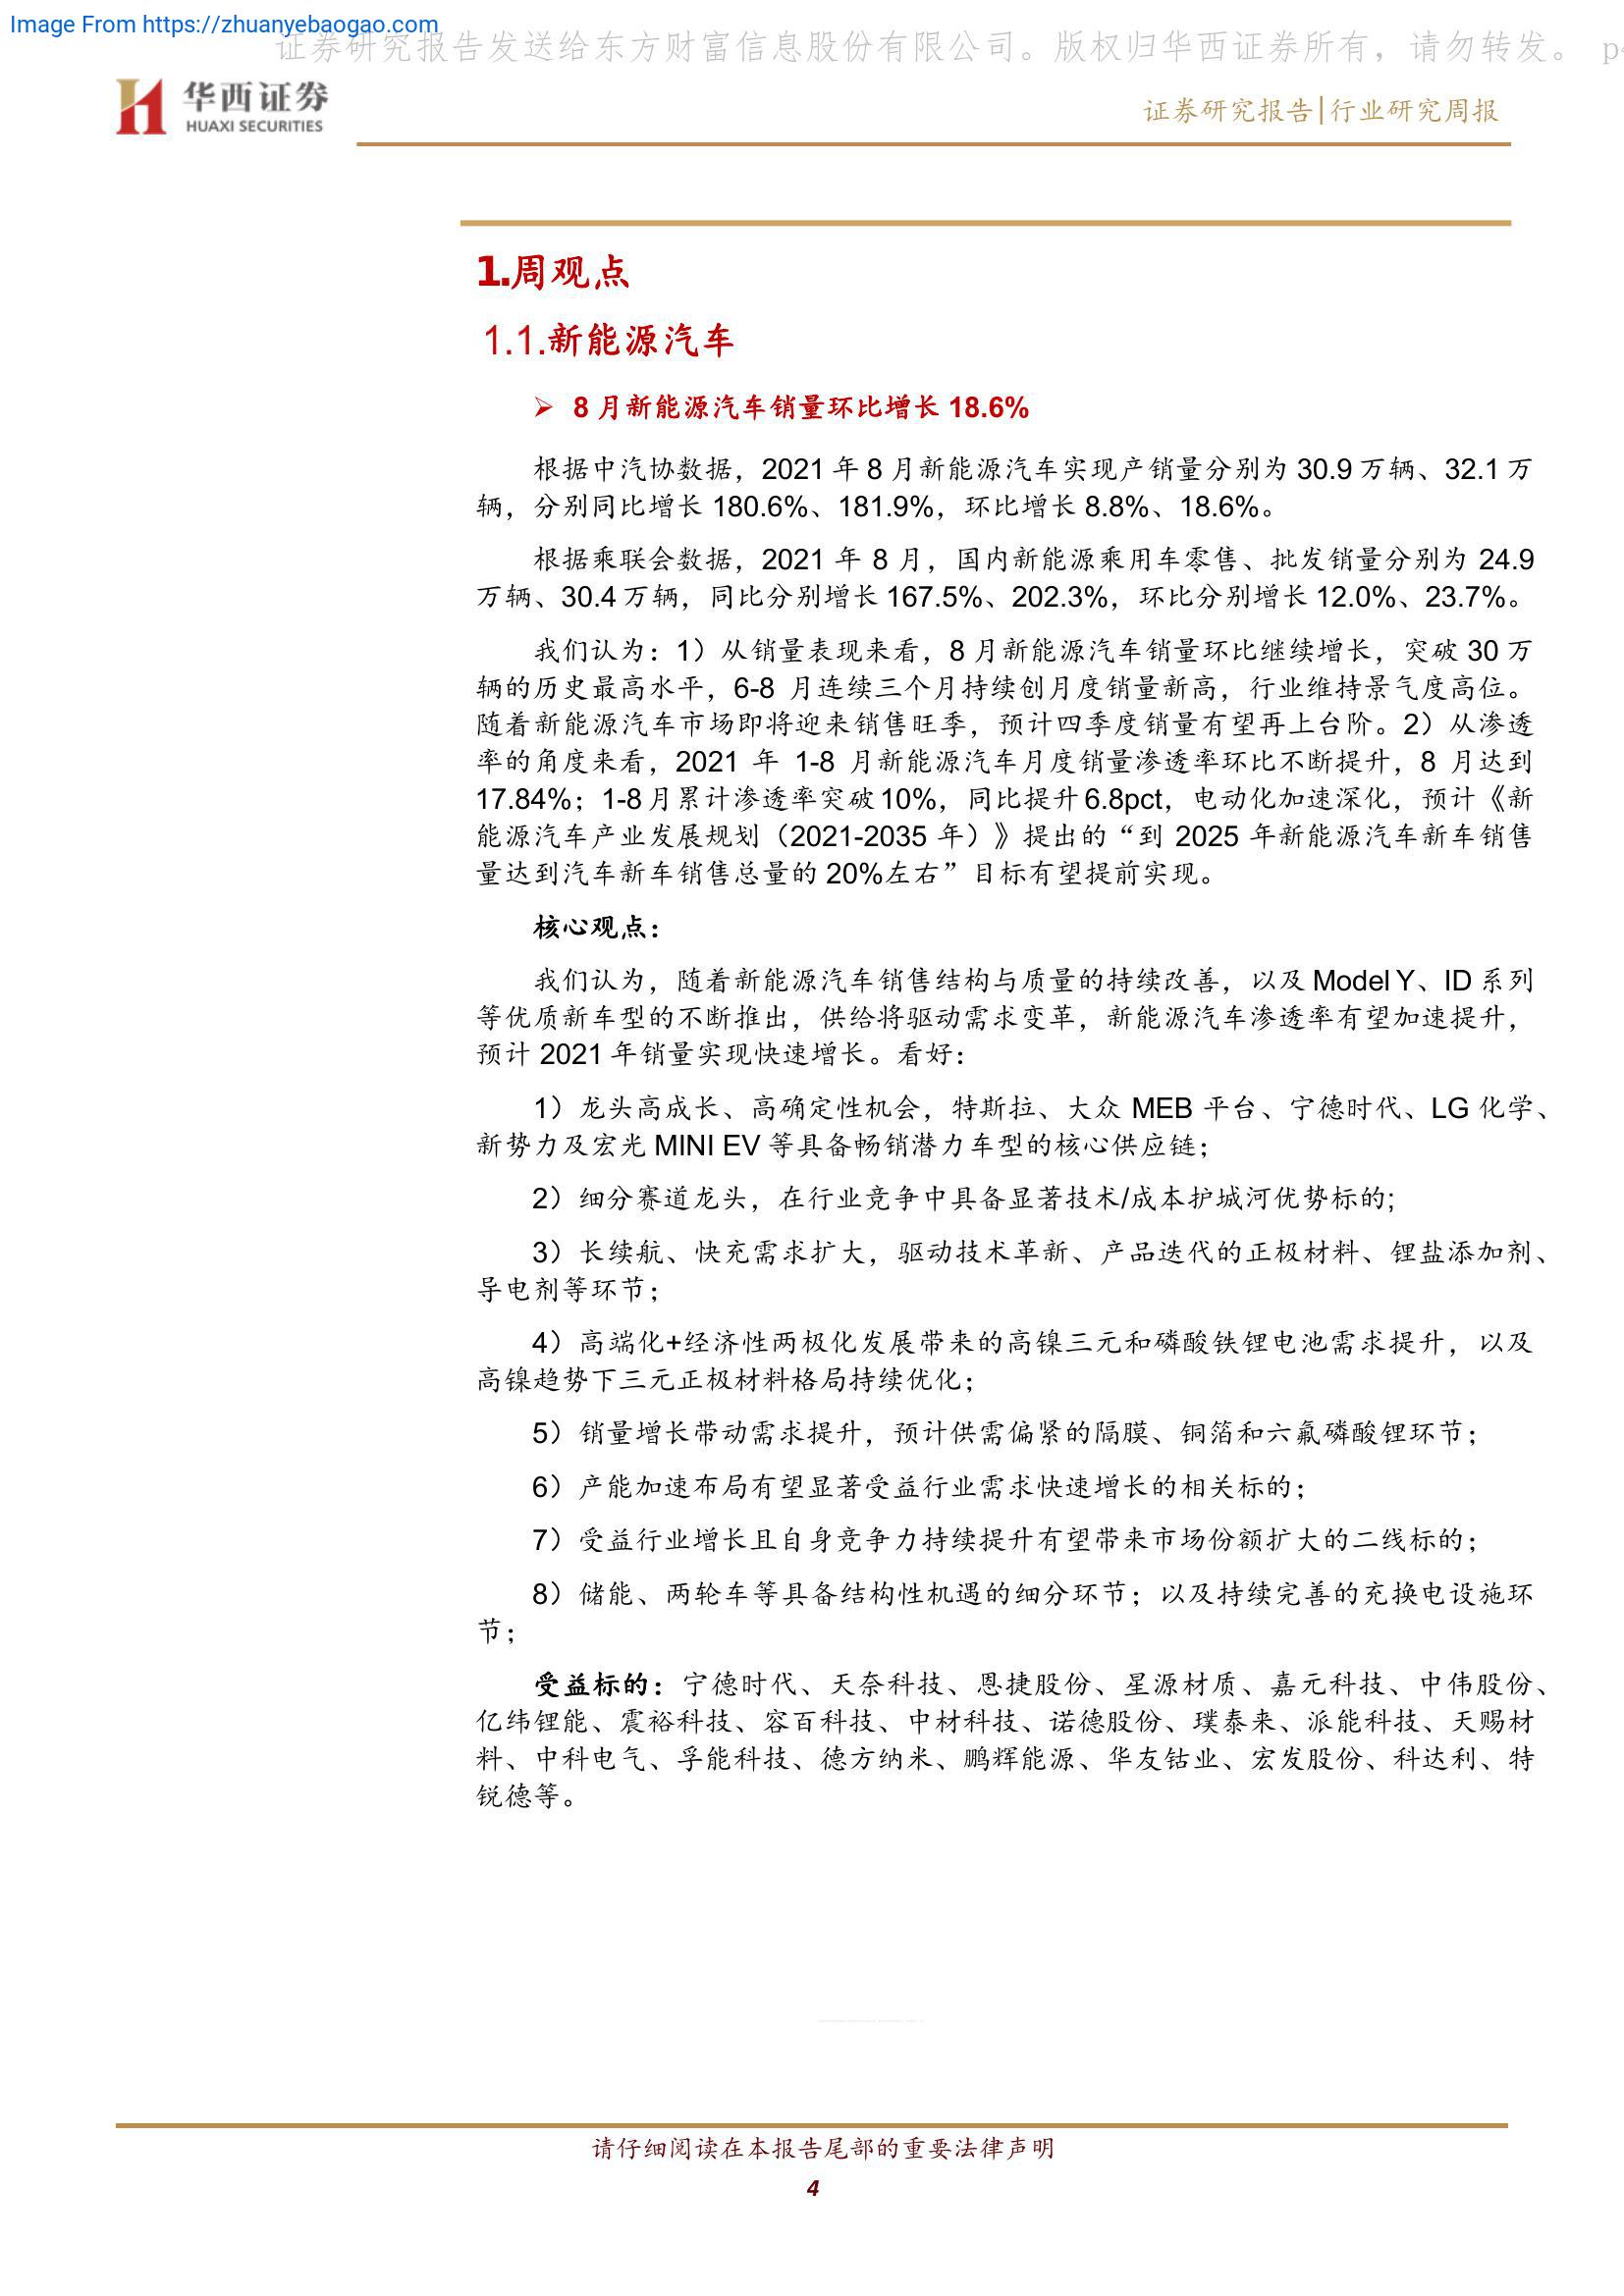 Image From https://zhuanyebaogao.com
证券研究报告发送给东方财富信息股份有限公司。版权归华西证券所有，请勿转发。 p
华西证券
HUAXI SECURITIES
证券研究报告|行业研究周报
1.周观点
1.1.新能源汽车
➢ 8 月新能源汽车销量环比增长 18.6%
根据中汽协数据，2021 年 8 月新能源汽车实现产销量分别为 30.9 万辆、32.1 万
辆，分别同比增长 180.6%、181.9%，环比增长 8.8%、18.6%。
根据乘联会数据，2021 年 8 月，国内新能源乘用车零售、批发销量分别为 24.9
万辆、30.4 万辆，同比分别增长 167.5%、202.3%，环比分别增长 12.0%、23.7%。
我们认为：1）从销量表现来看，8 月新能源汽车销量环比继续增长，突破 30 万
辆的历史最高水平，6-8 月连续三个月持续创月度销量新高，行业维持景气度高位。
随着新能源汽车市场即将迎来销售旺季，预计四季度销量有望再上台阶。2）从渗透
率的角度来看，2021 年 1-8 月新能源汽车月度销量渗透率环比不断提升，8 月达到
17.84%；1-8 月累计渗透率突破 10%，同比提升 6.8pct，电动化加速深化，预计《新
能源汽车产业发展规划（2021-2035 年）》提出的“到 2025 年新能源汽车新车销售
量达到汽车新车销售总量的 20%左右”目标有望提前实现。
核心观点：
我们认为，随着新能源汽车销售结构与质量的持续改善，以及 Model Y、ID 系列
等优质新车型的不断推出，供给将驱动需求变革，新能源汽车渗透率有望加速提升，
预计 2021 年销量实现快速增长。看好：
1）龙头高成长、高确定性机会，特斯拉、大众 MEB 平台、宁德时代、LG 化学、
新势力及宏光 MINI EV 等具备畅销潜力车型的核心供应链；
2）细分赛道龙头，在行业竞争中具备显著技术/成本护城河优势标的;
3）长续航、快充需求扩大，驱动技术革新、产品迭代的正极材料、锂盐添加剂、
导电剂等环节；
4）高端化+经济性两极化发展带来的高镍三元和磷酸铁锂电池需求提升，以及
高镍趋势下三元正极材料格局持续优化；
5）销量增长带动需求提升，预计供需偏紧的隔膜、铜箔和六氟磷酸锂环节；
6）产能加速布局有望显著受益行业需求快速增长的相关标的；
7）受益行业增长且自身竞争力持续提升有望带来市场份额扩大的二线标的；
8）储能、两轮车等具备结构性机遇的细分环节；以及持续完善的充换电设施环
节；
受益标的：宁德时代、天奈科技、恩捷股份、星源材质、嘉元科技、中伟股份、
亿纬锂能、震裕科技、容百科技、中材科技、诺德股份、璞泰来、派能科技、天赐材
料、中科电气、孚能科技、德方纳米、鹏辉能源、华友钴业、宏发股份、科达利、特
锐德等。
请仔细阅读在本报告尾部的重要法律声明
4